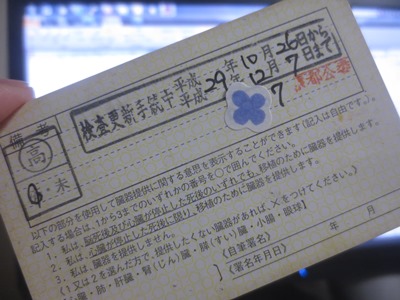 備考
高
検査更新手続中
平成 年10月26日から
平成29年12月7日まで
都公委
7
・末
以下の部分を使用して臓器提供に関する意思を表示することができます(記入は自由です。)。
記入する場合は、1から3までのいずれかの番号を○で囲んでください。
1. 私は、脳死後及び心臓が停止した死後のいずれでも、移植のために臓器を提供します。
2. 私は、心臓が停止した死後に限り、移植のために臓器を提供します。
3. 私は、臓器を提供しません。
《1又は2を選んだ方で、提供したくない臓器があれば、×をつけてください。》
臓・肺・肝臓・腎(じん)臓・膵(すい)臓・小腸・眼球】
〔自筆署名〕
〔署名年月日〕 年 月